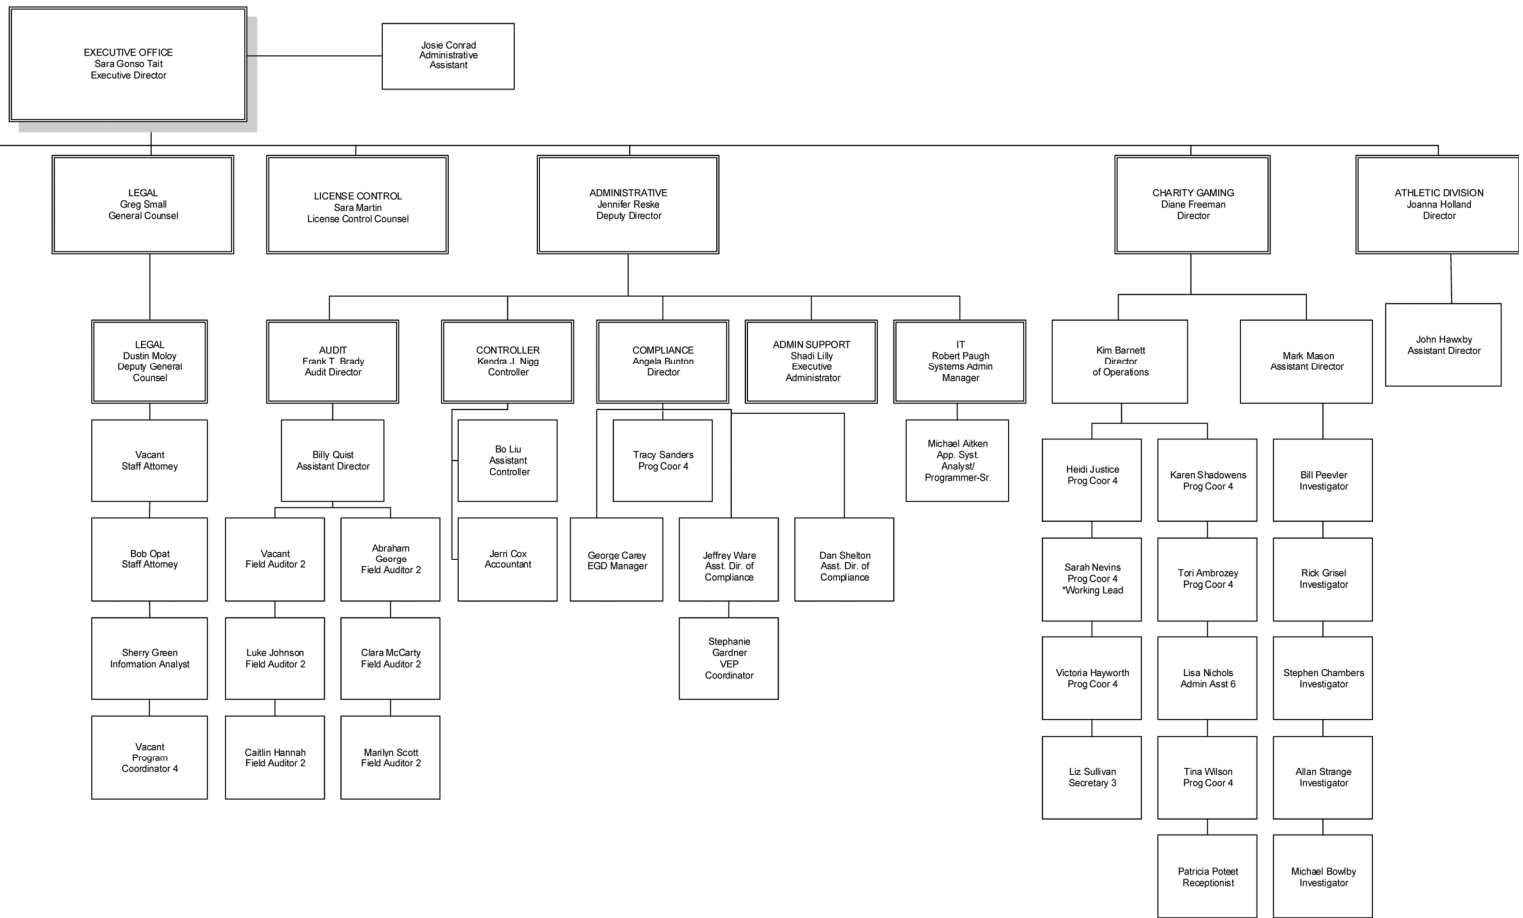 EXECUTIVE OFFICE
Sara Gonso Tait
Executive Director
Josie Conrad
Administrative
Assistant
LEGAL
Greg Small
General Counsel
LICENSE CONTROL
Sara Martin
License Control Counsel
ADMINISTRATIVE
Jennifer Reske
Deputy Director
CHARITY GAMING
Diane Freeman
Director
ATHLETIC DIVISION
Joanna Holland
Director
LEGAL
Dustin Moloy
Deputy General
Counsel
AUDIT
Frank T. Brady
Audit Director
CONTROLLER
Kendra J. Nigg
Controller
COMPLIANCE
Angela Bunton
Director
ADMIN SUPPORT
Shadi Lilly
Executive
Administrator
IT
Robert Paugh
Systems Admin
Manager
Kim Barnett
Director
of Operations
Mark Mason
Assistant Director
John Hawxby
Assistant Director
Vacant
Staff Attorney
Billy Quist
Assistant Director
Bo Liu
Assistant
Controller
Tracy Sanders
Prog Coor 4
Michael Aitken
App. Syst.
Analyst/
Programmer-Sr.
Heidi Justice
Prog Coor 4
Karen Shadowens
Prog Coor 4
Bill Peevler
Investigator
Bob Opat
Staff Attorney
Vacant
Field Auditor 2
Abraham
George
Field Auditor 2
Jerri Cox
Accountant
George Carey
EGD Manager
Jeffrey Ware
Asst. Dir. of
Compliance
Dan Shelton
Asst. Dir. of
Compliance
Sarah Nevins
Prog Coor 4
*Working Lead
Tori Ambrozey
Prog Coor 4
Rick Grisel
Investigator
Sherry Green
Information Analyst
Luke Johnson
Field Auditor 2
Clara McCarty
Field Auditor 2
Stephanie
Gardner
VEP
Coordinator
Victoria Hayworth
Prog Coor 4
Lisa Nichols
Admin Asst 6
Stephen Chambers
Investigator
Vacant
Program
Coordinator 4
Caitlin Hannah
Field Auditor 2
Marilyn Scott
Field Auditor 2
Liz Sullivan
Secretary 3
Tina Wilson
Prog Coor 4
Allan Strange
Investigator
Patricia Poteet
Receptionist
Michael Bowlby
Investigator